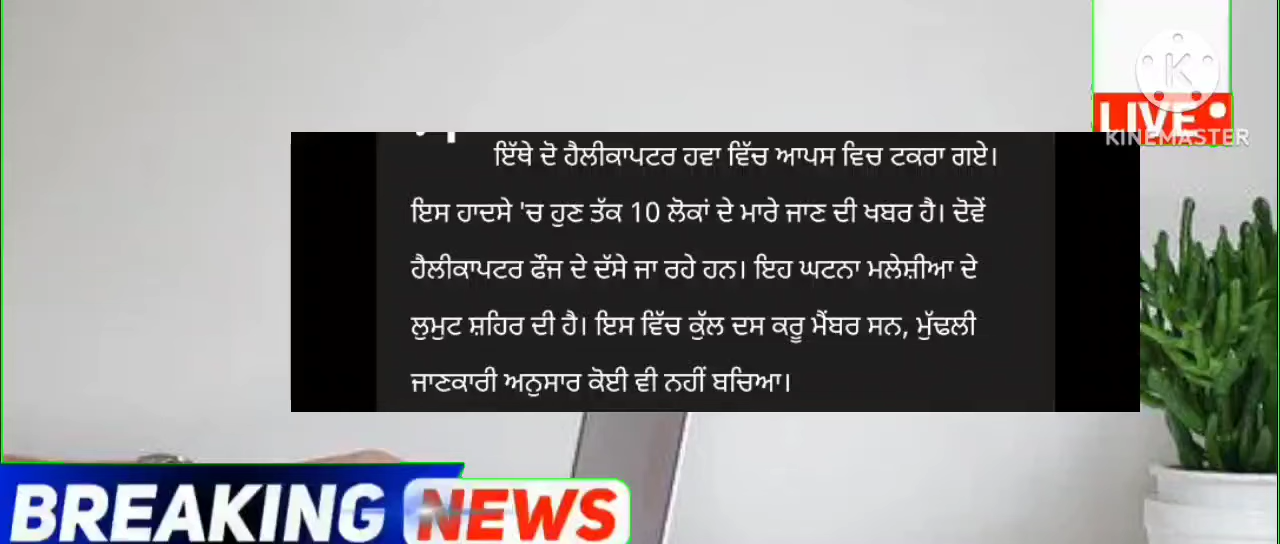 LIVE
KINEMASTER
ਇੱਥੇ ਦੋ ਹੈਲੀਕਾਪਟਰ ਹਵਾ ਵਿੱਚ ਆਪਸ ਵਿਚ ਟਕਰਾ ਗਏ।
ਇਸ ਹਾਦਸੇ 'ਚ ਹੁਣ ਤੱਕ 10 ਲੋਕਾਂ ਦੇ ਮਾਰੇ ਜਾਣ ਦੀ ਖਬਰ ਹੈ। ਦੋਵੇਂ
ਹੈਲੀਕਾਪਟਰ ਫੌਜ ਦੇ ਦੱਸੇ ਜਾ ਰਹੇ ਹਨ। ਇਹ ਘਟਨਾ ਮਲੇਸ਼ੀਆ ਦੇ
ਲੁਮੁਟ ਸ਼ਹਿਰ ਦੀ ਹੈ। ਇਸ ਵਿੱਚ ਕੁੱਲ ਦਸ ਕਰੂ ਮੈਂਬਰ ਸਨ, ਮੁੱਢਲੀ
ਜਾਣਕਾਰੀ ਅਨੁਸਾਰ ਕੋਈ ਵੀ ਨਹੀਂ ਬਚਿਆ।
BREAKING NEWS